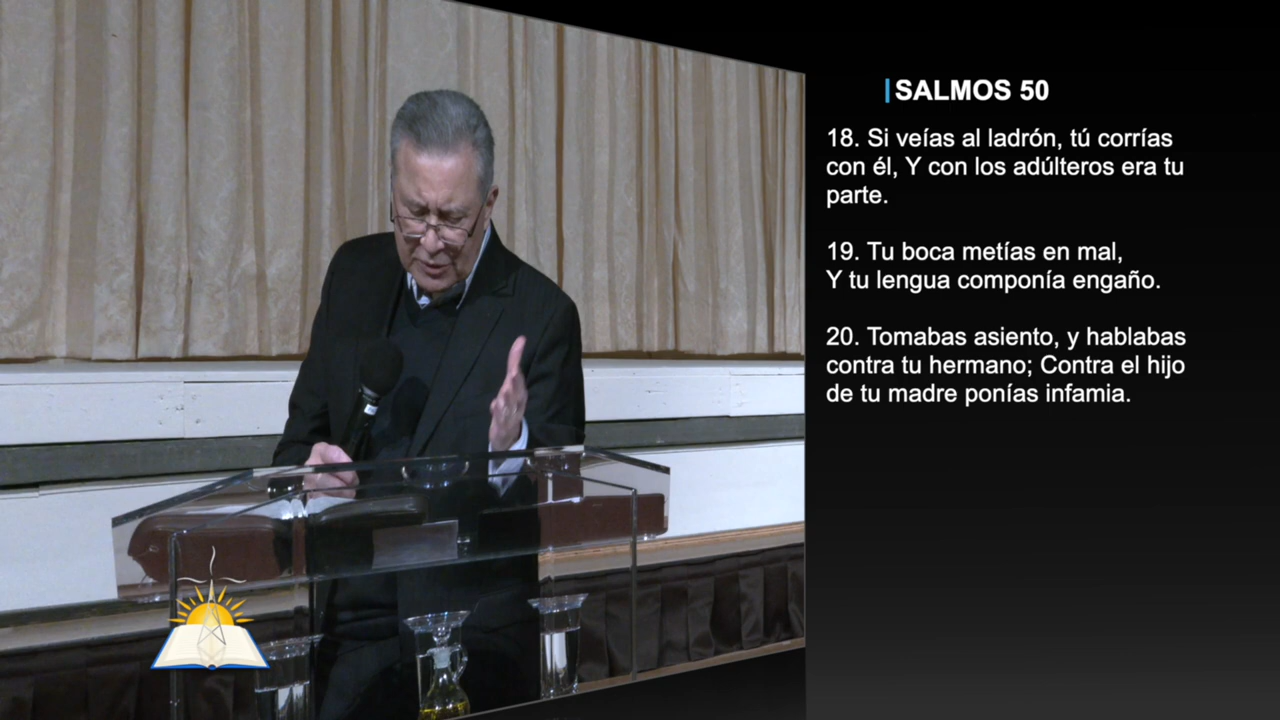 SALMOS 50
18. Si veías al ladrón, tú corrías
con él, Y con los adúlteros era tu
parte.
19. Tu boca metías en mal,
Y tu lengua componía engaño.
20. Tomabas asiento, y hablabas
contra tu hermano; Contra el hijo
de tu madre ponías infamia.